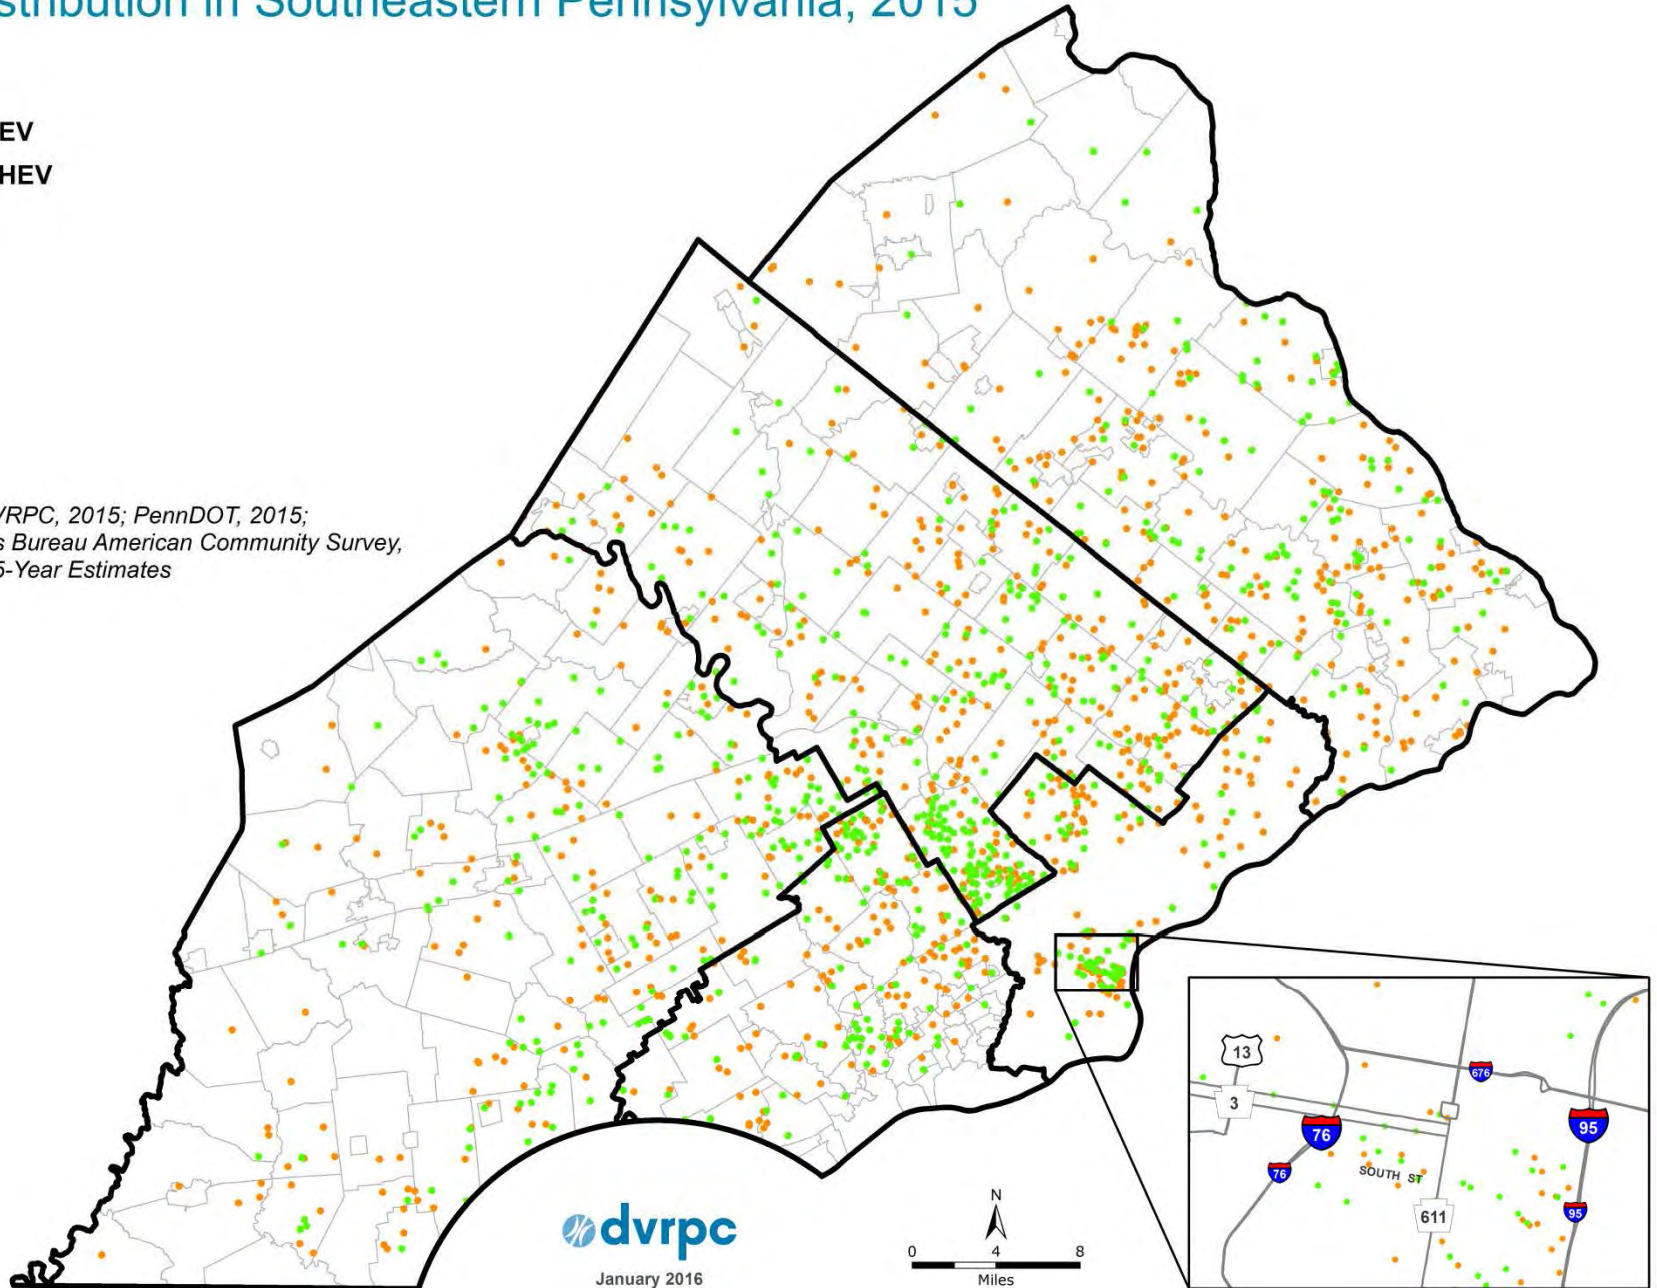 stribution in Southeastern Pennsylvania, 2015
EV
HEV
VRPC, 2015; PennDOT, 2015;
s Bureau American Community Survey,
5-Year Estimates
13
3
676
76
95
76
SOUTH ST
611
95
dvrpc
January 2016
N
0 4 8
Miles